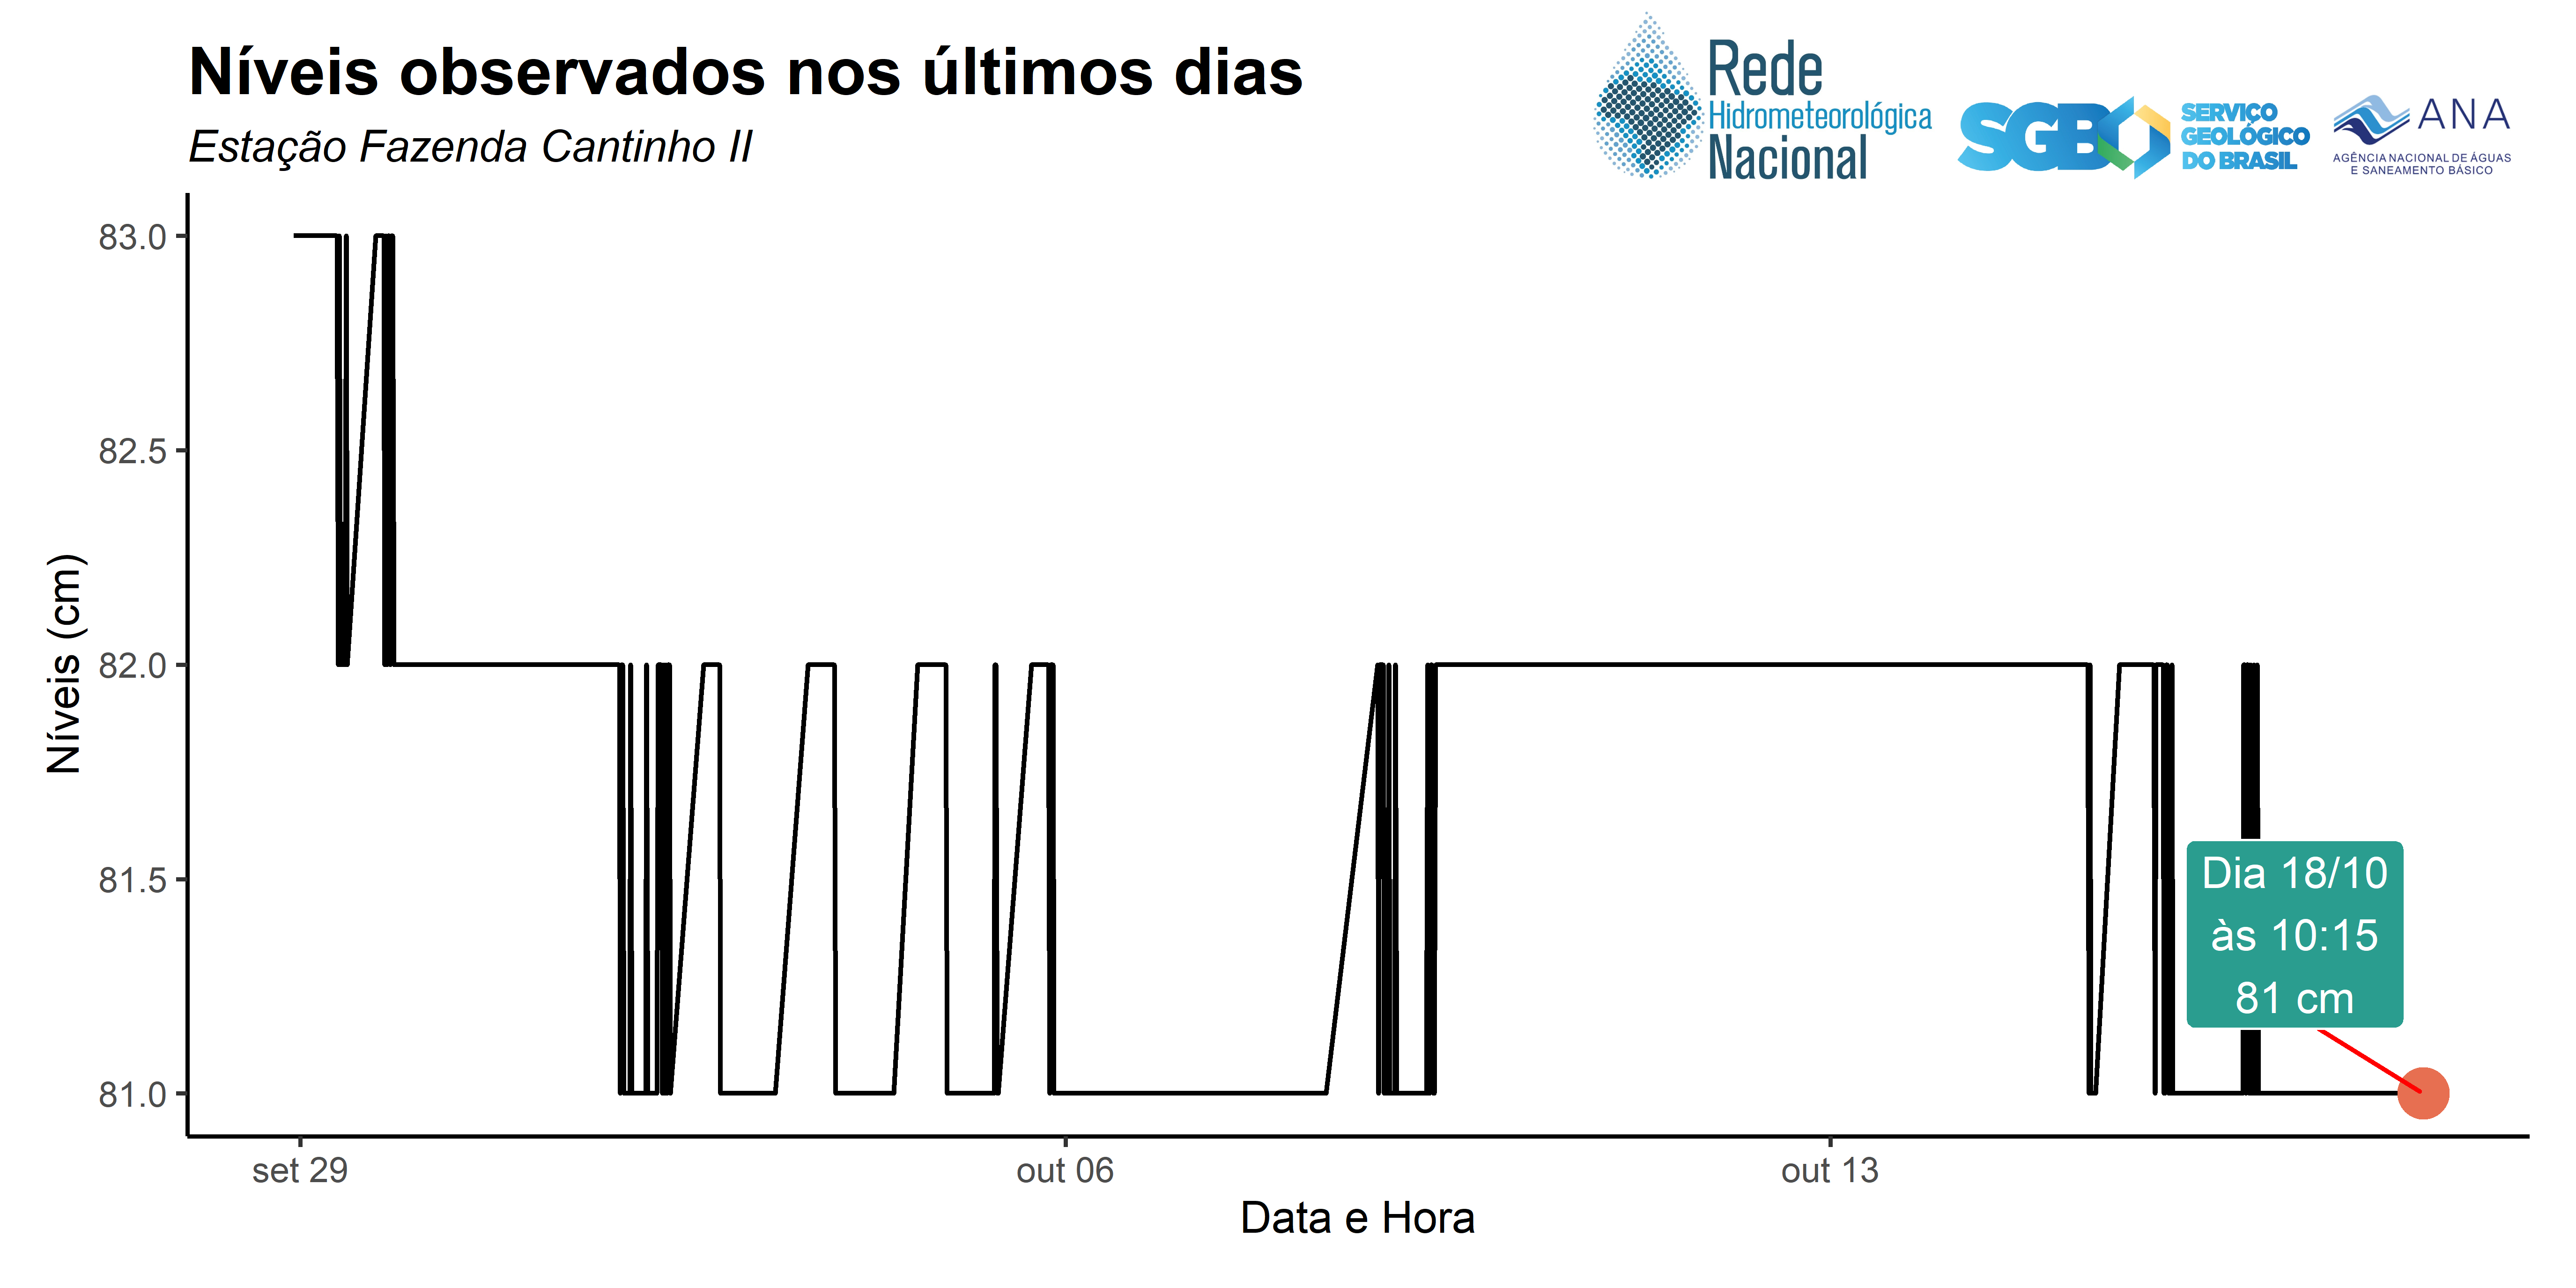 Níveis observados nos últimos dias
Estação Fazenda Cantinho II
Rede
Hidrometeorológica
Nacional
SGB
SERVIÇO
GEOLÓGICO
DO BRASIL
ANA
AGÊNCIA NACIONAL DE ÁGUAS
E SANEAMENTO BÁSICO
Níveis (cm)
83.0
82.5
82.0
81.5
81.0
Dia 18/10
às 10:15
81 cm
set 29
out 06
out 13
Data e Hora